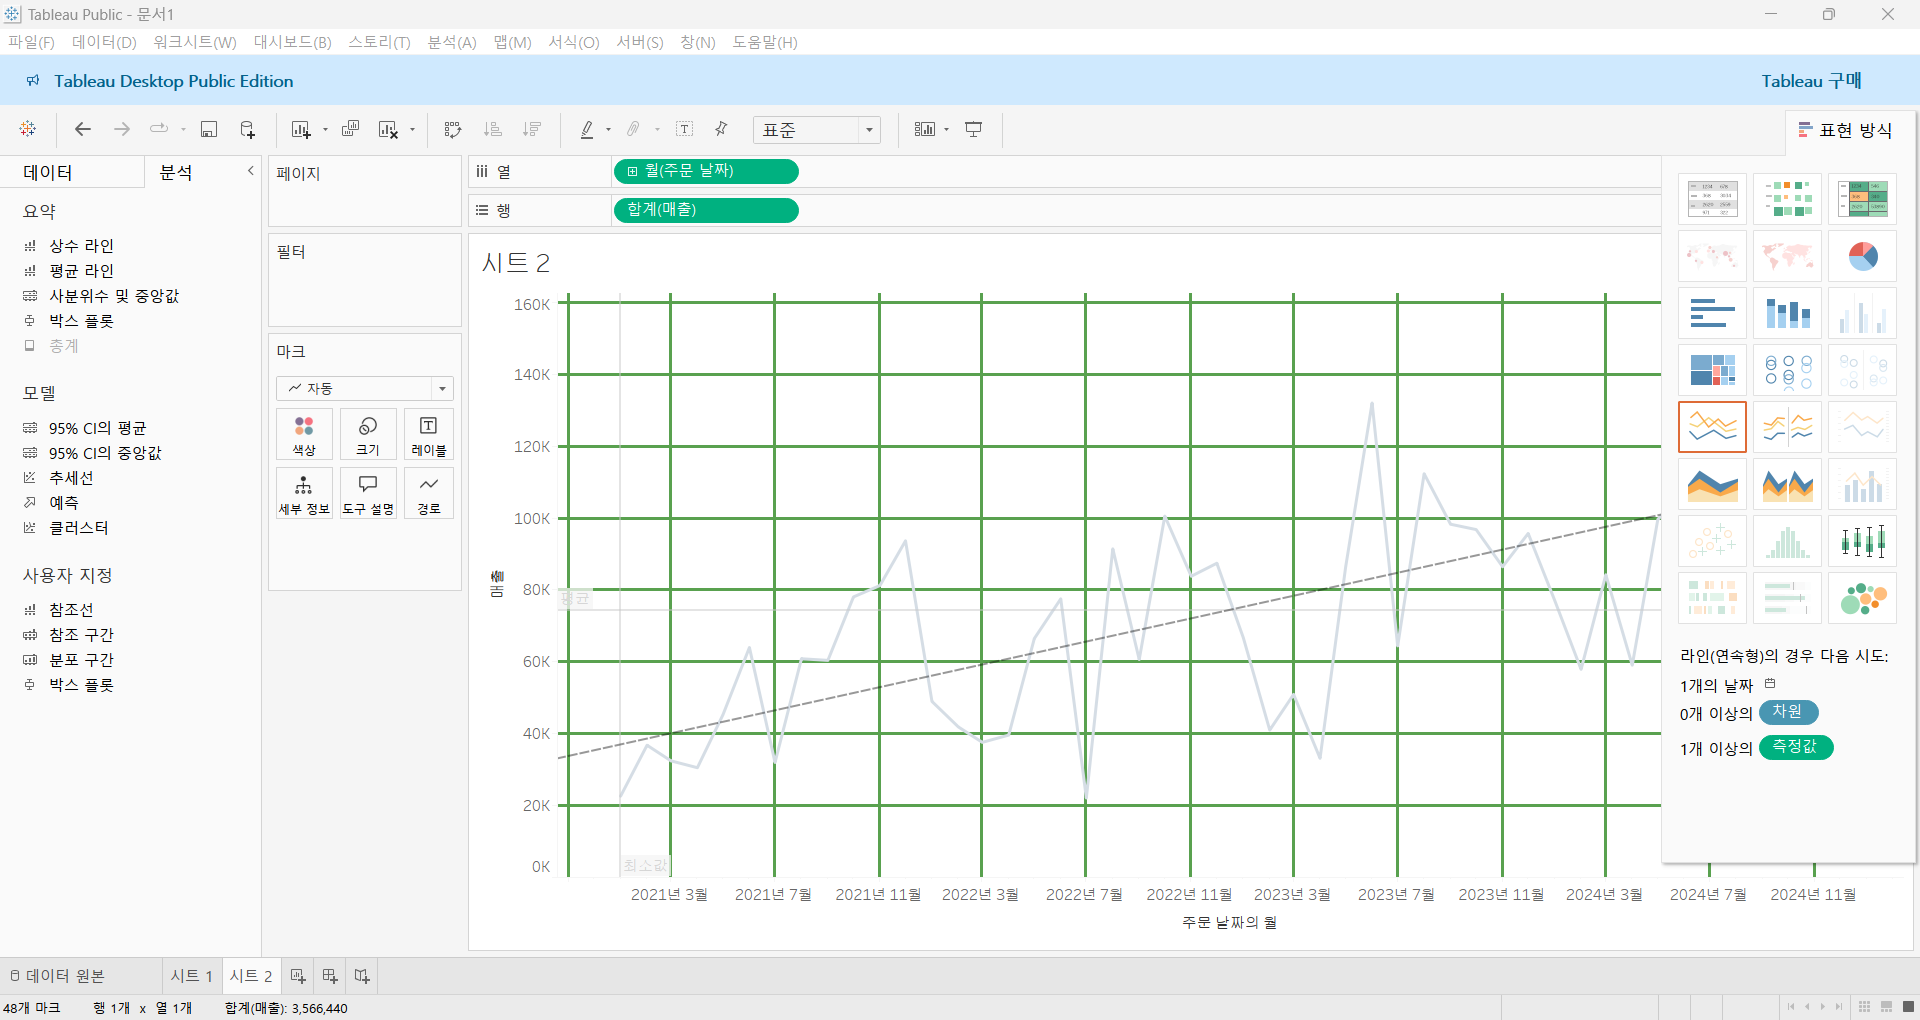 Tableau Public - 문서1
파일(F) 데이터(D) 워크시트(W) 대시보드(B) 스토리(T) 분석(A) 맵(M) 서식(O) 서버(S) 창(N) 도움말(H)
Tableau Desktop Public Edition
Tableau 구매
표준
표현 방식
데이터
분석
요약
상수 라인
평균 라인
사분위수 및 중앙값
박스 플롯
총계
모델
95% CI의 평균
95% CI의 중앙값
추세선
예측
클러스터
사용자 지정
참조선
참조 구간
분포 구간
박스 플롯
페이지
필터
마크
자동
색상
크기
레이블
세부 정보
도구 설명
경로
열
월(주문 날짜)
행
합계(매출)
시트 2
160K
140K
120K
100K
80K
60K
40K
20K
0K
매출
평균
최소값
2021년 3월
2021년 7월
2021년 11월
2022년 3월
2022년 7월
2022년 11월
2023년 3월
2023년 7월
2023년 11월
2024년 3월
2024년 7월
2024년 11월
주문 날짜의 월
라인(연속형)의 경우 다음 시도:
1개의 날짜
0개 이상의 차원
1개 이상의 측정값
데이터 원본
시트 1
시트 2
48개 마크
행 1개 x 열 1개
합계(매출): 3,566,440